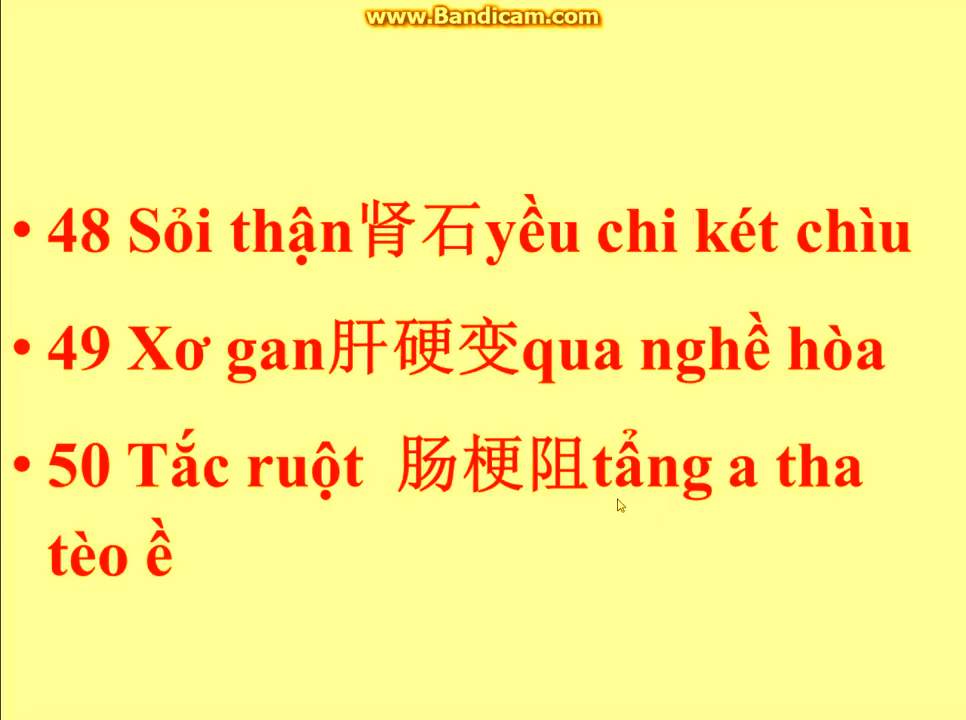 www.Bandicam.com
• 48 Sỏi thận肾石yều chi két chìu
• 49 Xơ gan肝硬变qua nghề hòa
• 50 Tắc ruột 肠梗阻tẩng a tha
tèo ề